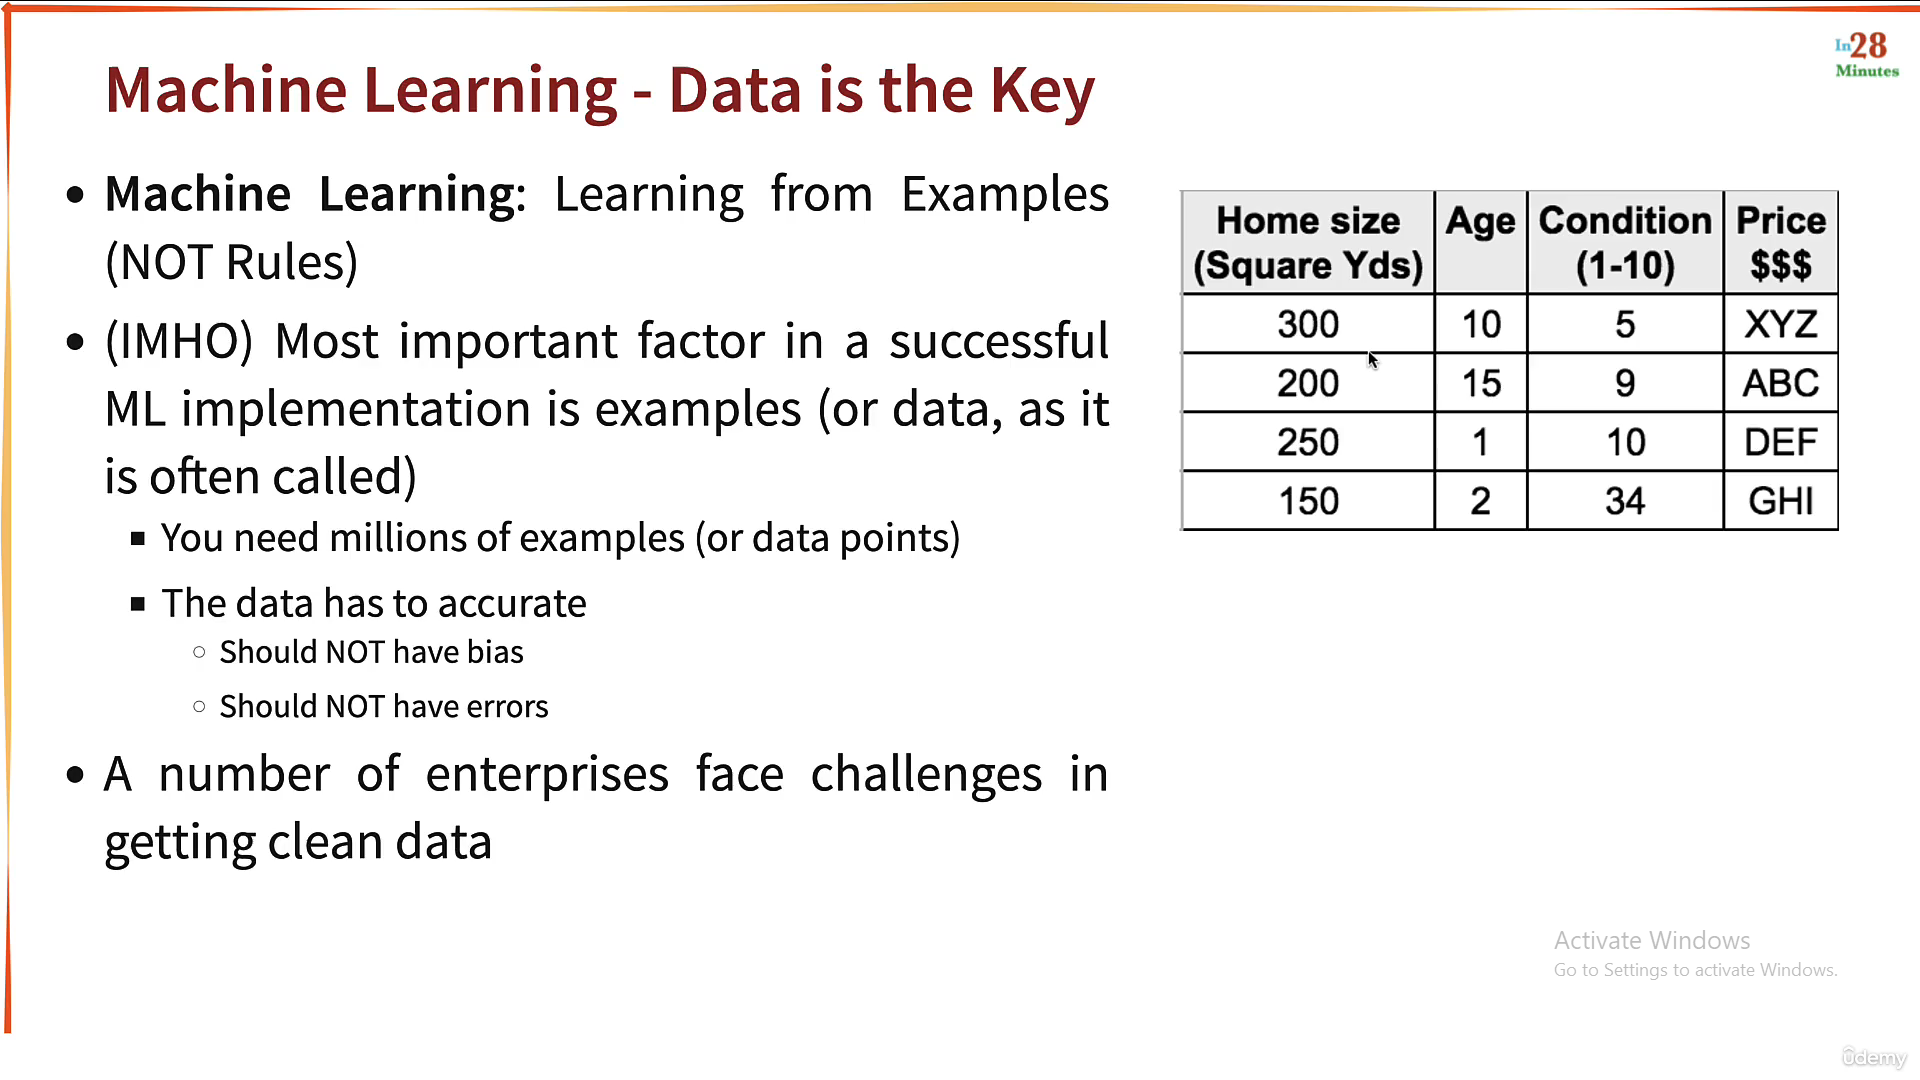 In28
Minutes
Machine Learning - Data is the Key
• Machine Learning: Learning from Examples
(NOT Rules)
• (IMHO) Most important factor in a successful
ML implementation is examples (or data, as it
is often called)
▪ You need millions of examples (or data points)
▪ The data has to accurate
○ Should NOT have bias
○ Should NOT have errors
• A number of enterprises face challenges in
getting clean data
Home size (Square Yds) Age Condition (1-10) Price $$$
300 10 5 XYZ
200 15 9 ABC
250 1 10 DEF
150 2 34 GHI
Activate Windows
Go to Settings to activate Windows.
ûdemy